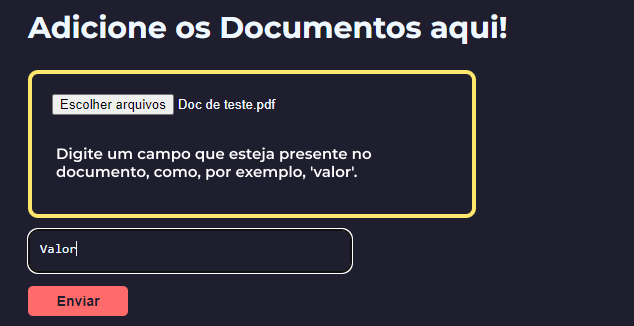 Adicione os Documentos aqui!
Escolher arquivos Doc de teste.pdf
Digite um campo que esteja presente no
documento, como, por exemplo, 'valor'.
Valor
Enviar